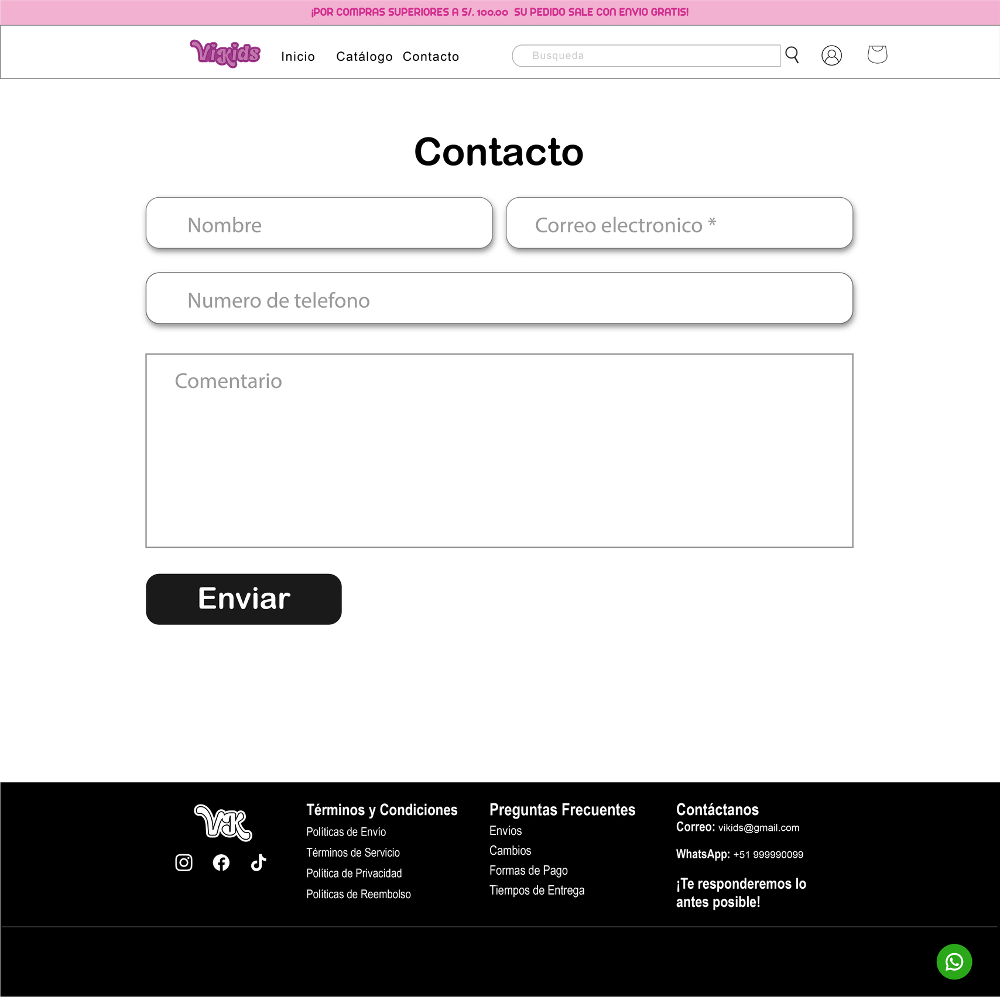 ¡POR COMPRAS SUPERIORES A S/. 100.00 SU PEDIDO SALE CON ENVIO GRATIS!
Vikids Inicio Catálogo Contacto Busqueda
Contacto
Nombre Correo electronico *
Numero de telefono
Comentario
Enviar
VK
Términos y Condiciones
Políticas de Envío
Términos de Servicio
Política de Privacidad
Políticas de Reembolso
Preguntas Frecuentes
Envíos
Cambios
Formas de Pago
Tiempos de Entrega
Contáctanos
Correo: vikids@gmail.com
WhatsApp: +51 999990099
¡Te responderemos lo
antes posible!